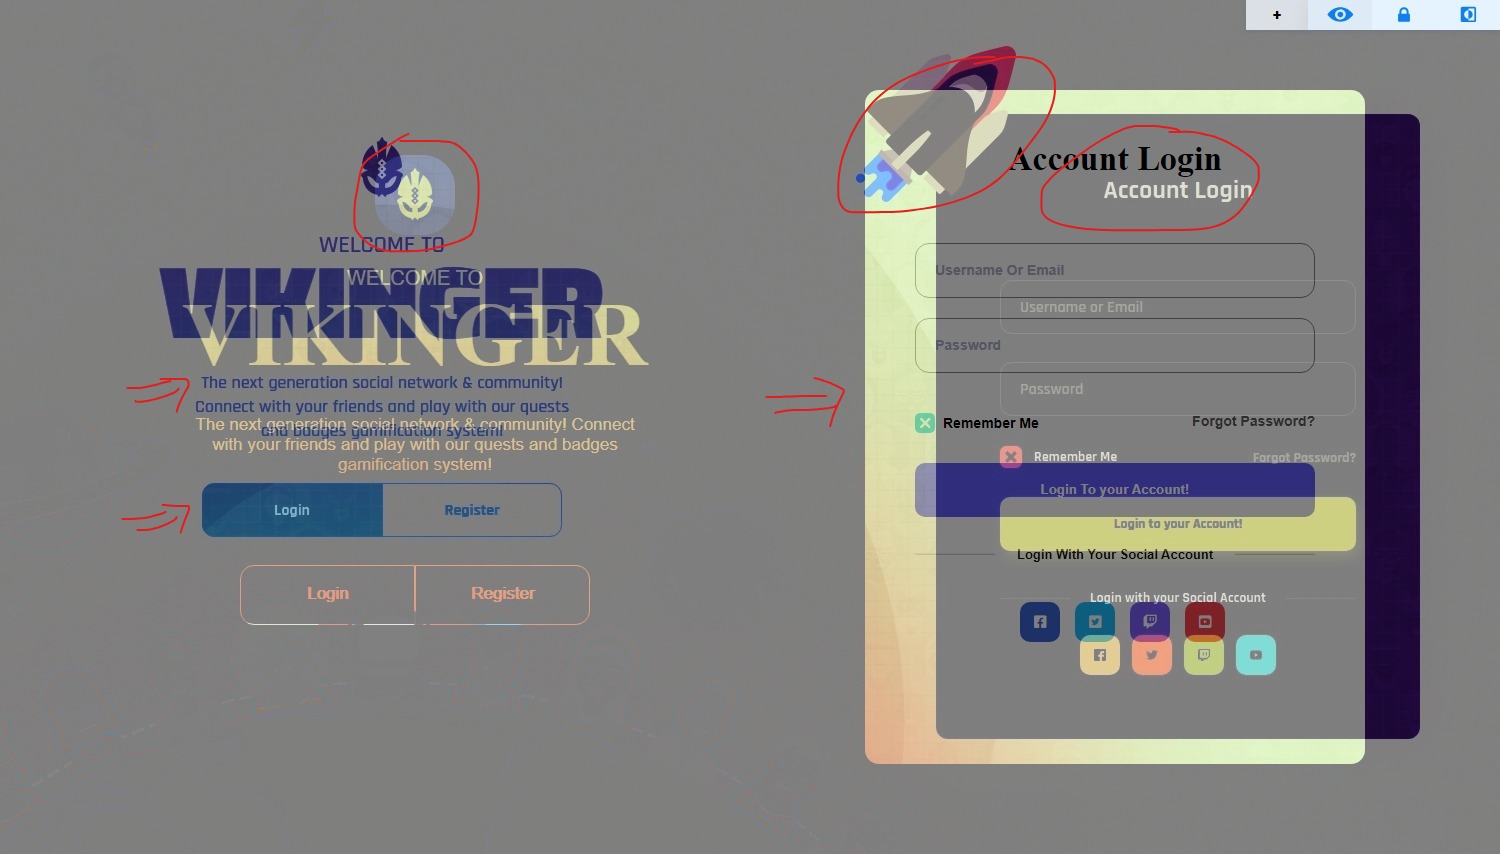 +
Account Login
Account Login
WELCOME TO
WELCOME TO
VIKINGER
VIKINGER
Username Or Email
Username or Email
Password
Password
The next generation social network & community!
Connect with your friends and play with our quests
and badges gamification system!
The next generation social network & community! Connect
with your friends and play with our quests and badges
gamification system!
Remember Me
Forgot Password?
Remember Me
Forgot Password?
Login
Register
Login To your Account!
Login to your Account!
Login With Your Social Account
Login
Register
Login with your Social Account